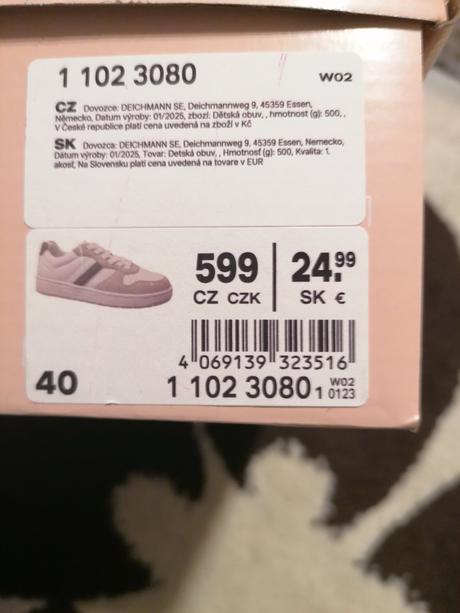 1 102 3080 W02
CZ Dovozce: DEICHMANN SE, Deichmannweg 9, 45359 Essen,
Německo, Datum výroby: 01/2025, zbozí: Dětská obuv, , hmotnost (g): 500, ,
V České republice platí cena uvedená na zboží v Kč
SK Dovozca: DEICHMANN SE, Deichmannweg 9, 45359 Essen, Nemecko,
Dátum výroby: 01/2025, Tovar: Detská obuv, , Hmotnosť (g): 500, Kvalita: 1.
akosť, Na Slovensku platí cena uvedená na tovare v EUR
599 24.99
CZ CZK SK €
4 069139 323516
40 1 102 3080 1 W02 0123